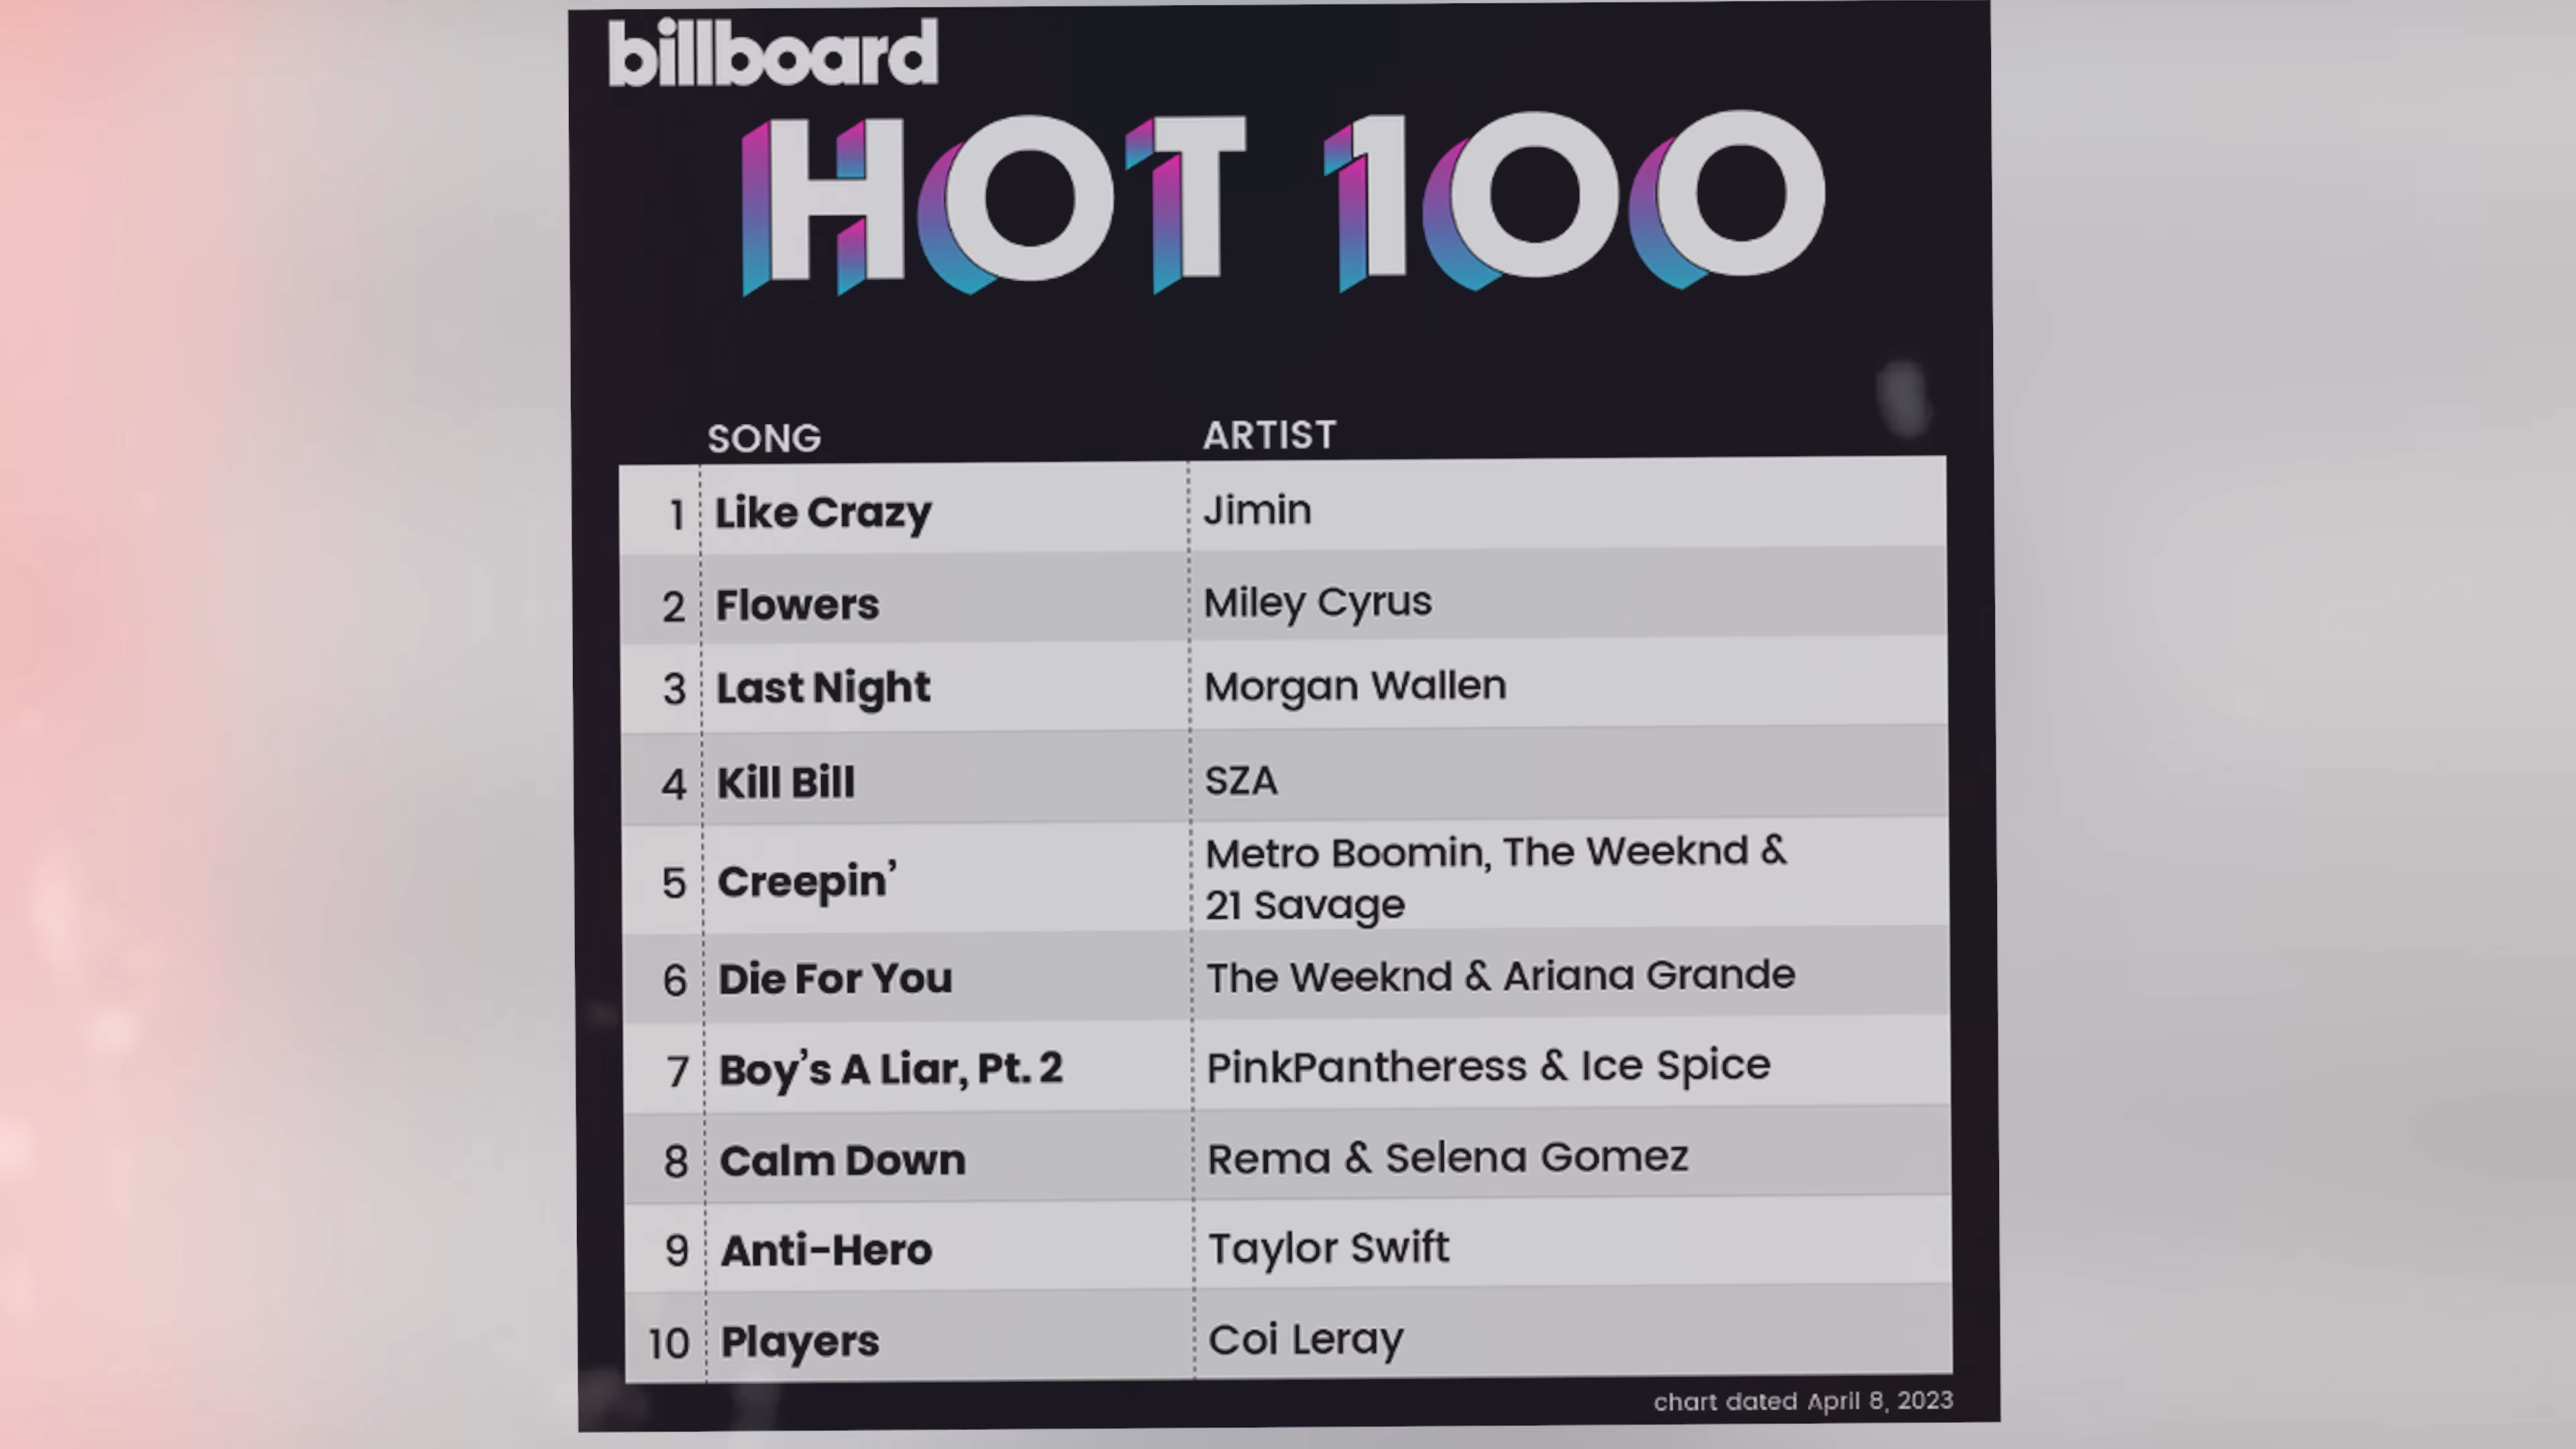 billboard
HOT 100
SONG ARTIST
1 Like Crazy Jimin
2 Flowers Miley Cyrus
3 Last Night Morgan Wallen
4 Kill Bill SZA
5 Creepin’ Metro Boomin, The Weeknd &
21 Savage
6 Die For You The Weeknd & Ariana Grande
7 Boy’s A Liar, Pt. 2 PinkPantheress & Ice Spice
8 Calm Down Rema & Selena Gomez
9 Anti-Hero Taylor Swift
10 Players Coi Leray
chart dated April 8, 2023